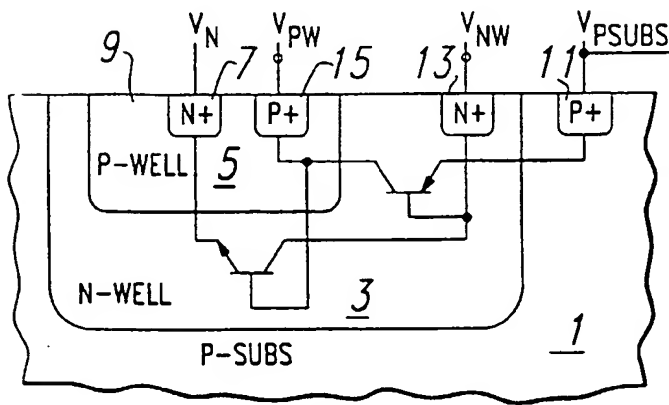 V_N V_PW V_NW V_PSUBS
9 7 15 13 11
N+ P+ N+ P+
P-WELL 5
N-WELL 3
P-SUBS 1